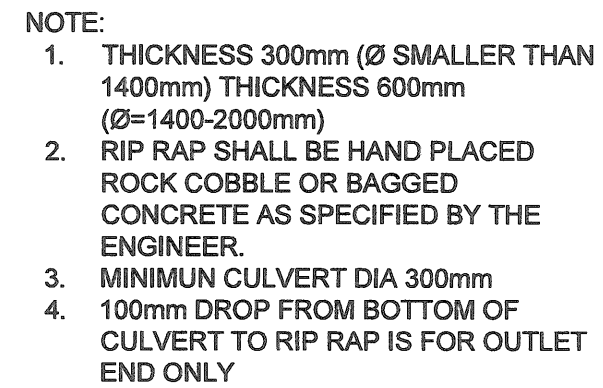 NOTE:
1. THICKNESS 300mm (Ø SMALLER THAN
1400mm) THICKNESS 600mm
(Ø=1400-2000mm)
2. RIP RAP SHALL BE HAND PLACED
ROCK COBBLE OR BAGGED
CONCRETE AS SPECIFIED BY THE
ENGINEER.
3. MINIMUN CULVERT DIA 300mm
4. 100mm DROP FROM BOTTOM OF
CULVERT TO RIP RAP IS FOR OUTLET
END ONLY